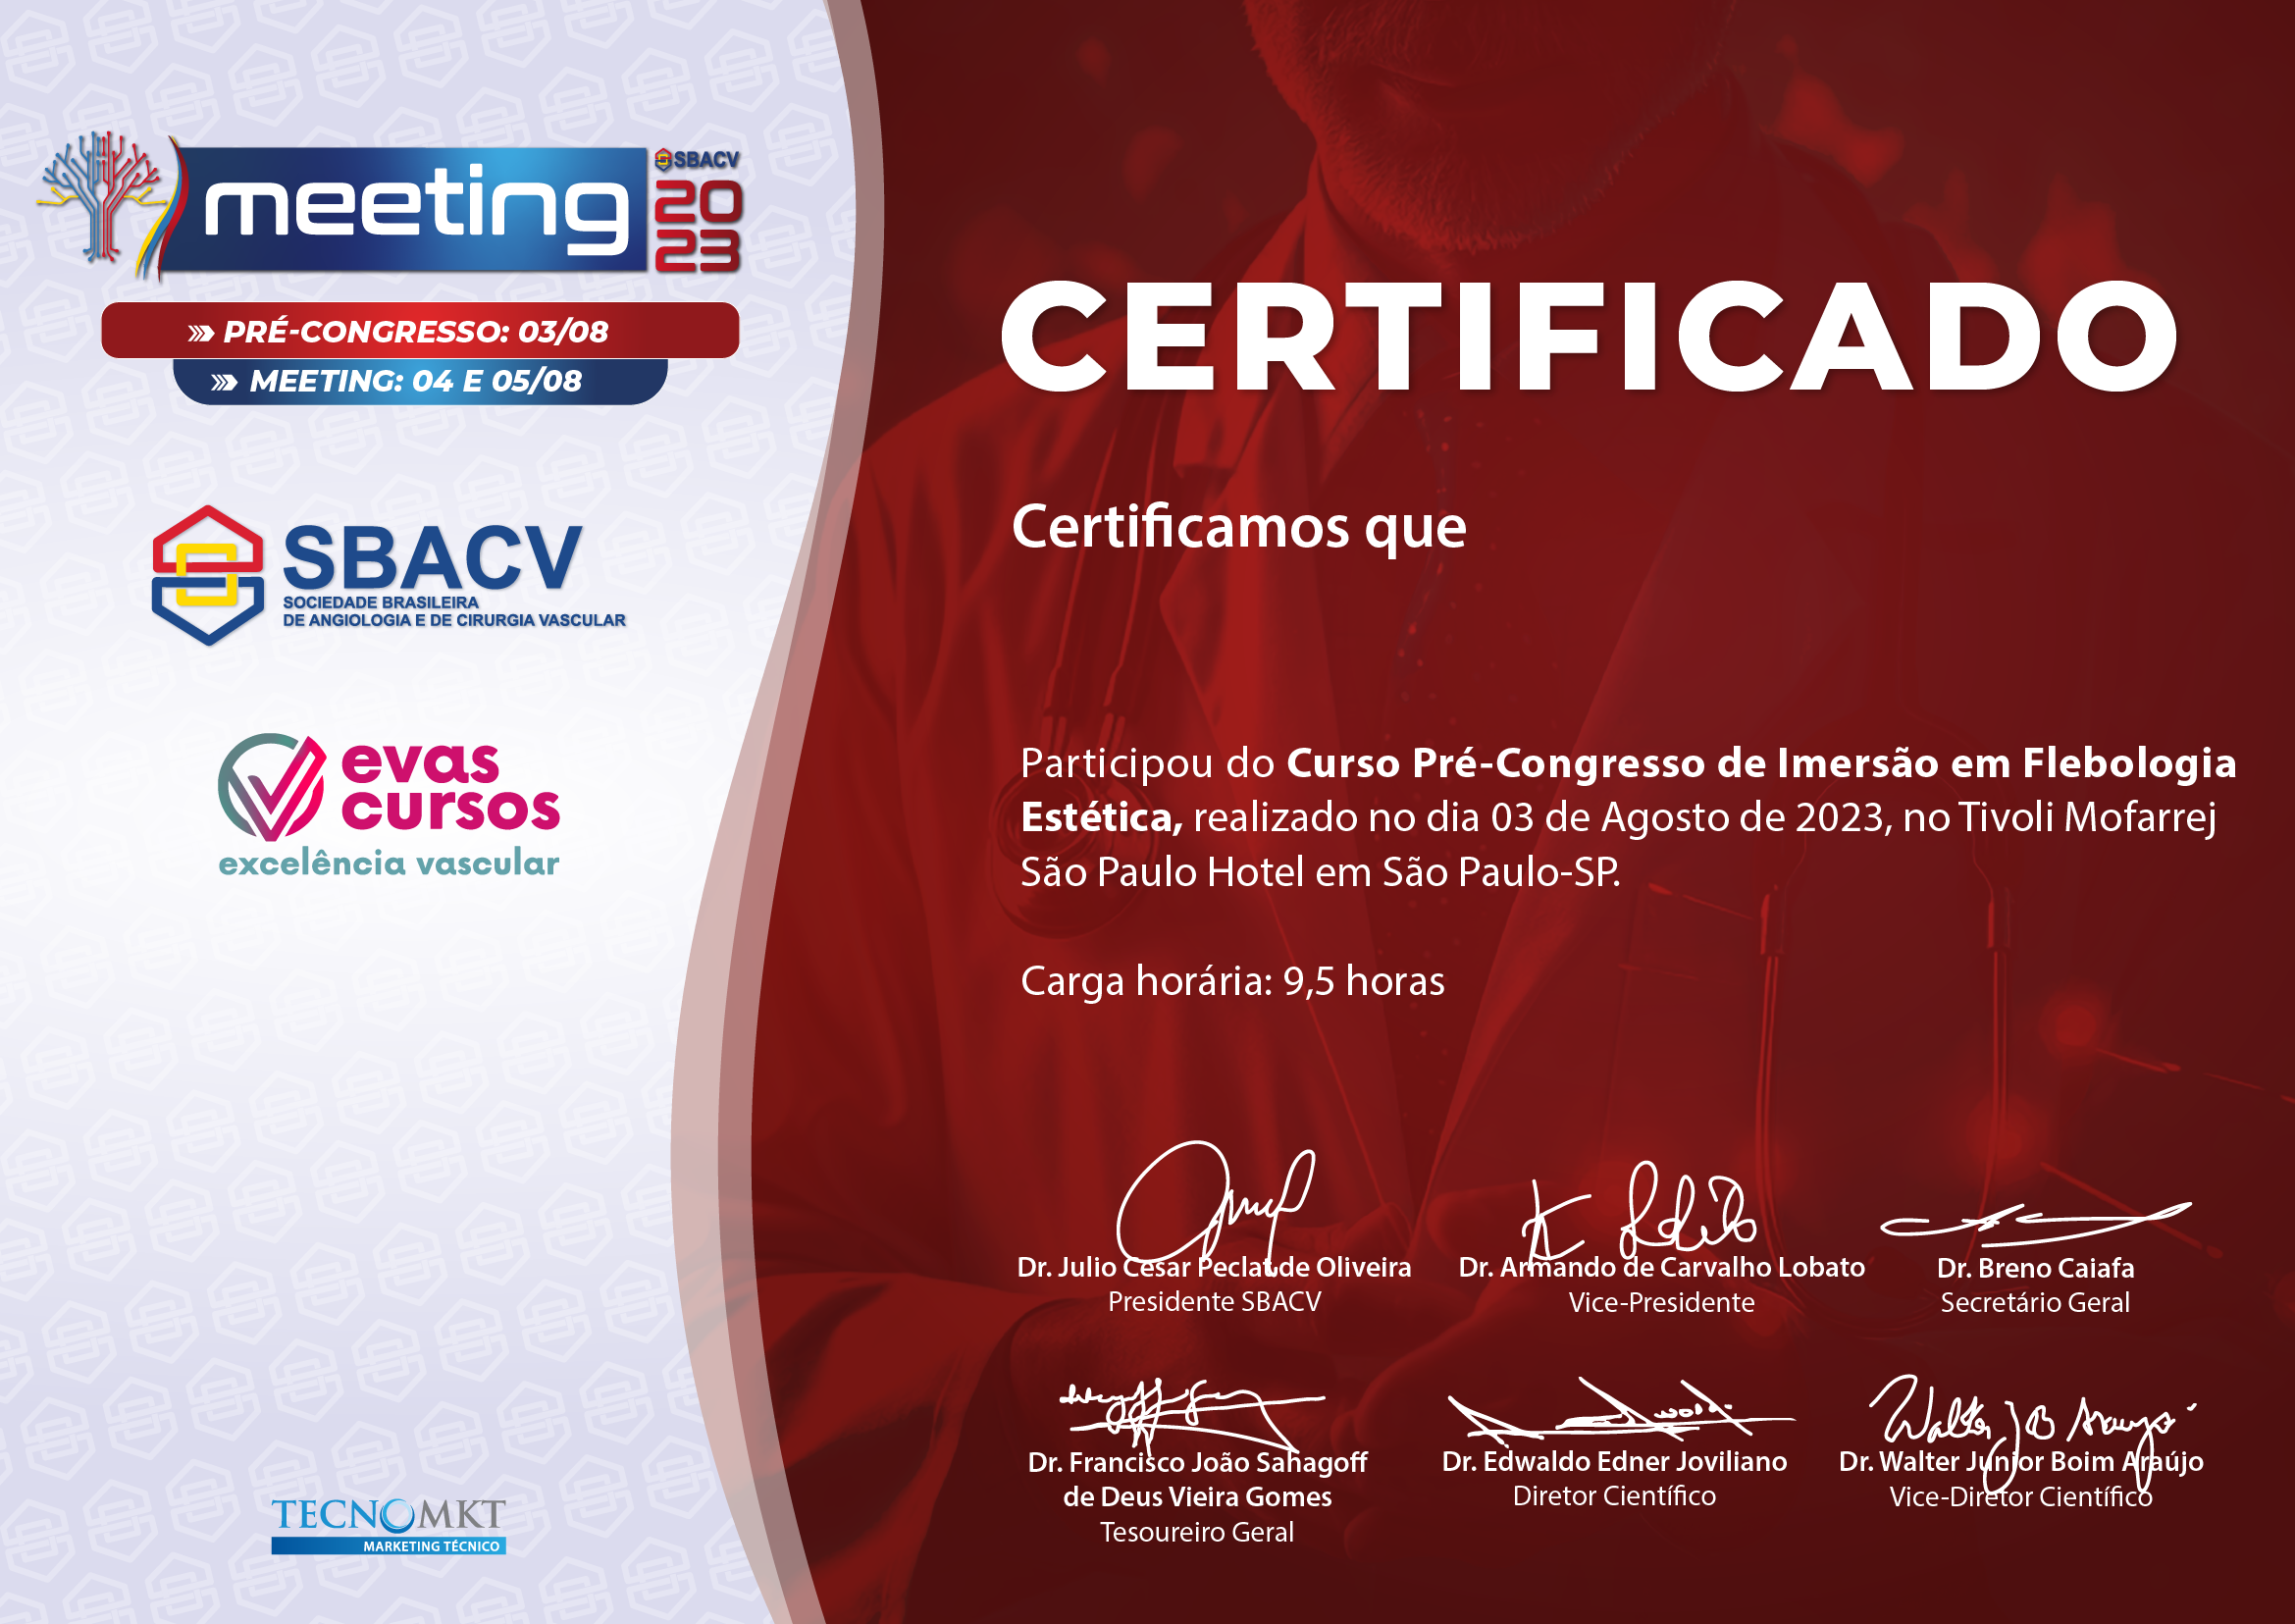 meeting
SBACV
20
23
PRÉ-CONGRESSO: 03/08
MEETING: 04 E 05/08
SBACV
SOCIEDADE BRASILEIRA
DE ANGIOLOGIA E DE CIRURGIA VASCULAR
evas
cursos
excelência vascular
TECNOMKT
MARKETING TÉCNICO
CERTIFICADO
Certificamos que
Participou do Curso Pré-Congresso de Imersão em Flebologia
Estética, realizado no dia 03 de Agosto de 2023, no Tivoli Mofarrej
São Paulo Hotel em São Paulo-SP.
Carga horária: 9,5 horas
Dr. Julio Cesar Peclat de Oliveira
Presidente SBACV
Dr. Armando de Carvalho Lobato
Vice-Presidente
Dr. Breno Caiafa
Secretário Geral
Dr. Francisco João Sahagoff
de Deus Vieira Gomes
Tesoureiro Geral
Dr. Edwaldo Edner Joviliano
Diretor Científico
Walter J B Araujo
Dr. Walter Junior Boim Araújo
Vice-Diretor Científico